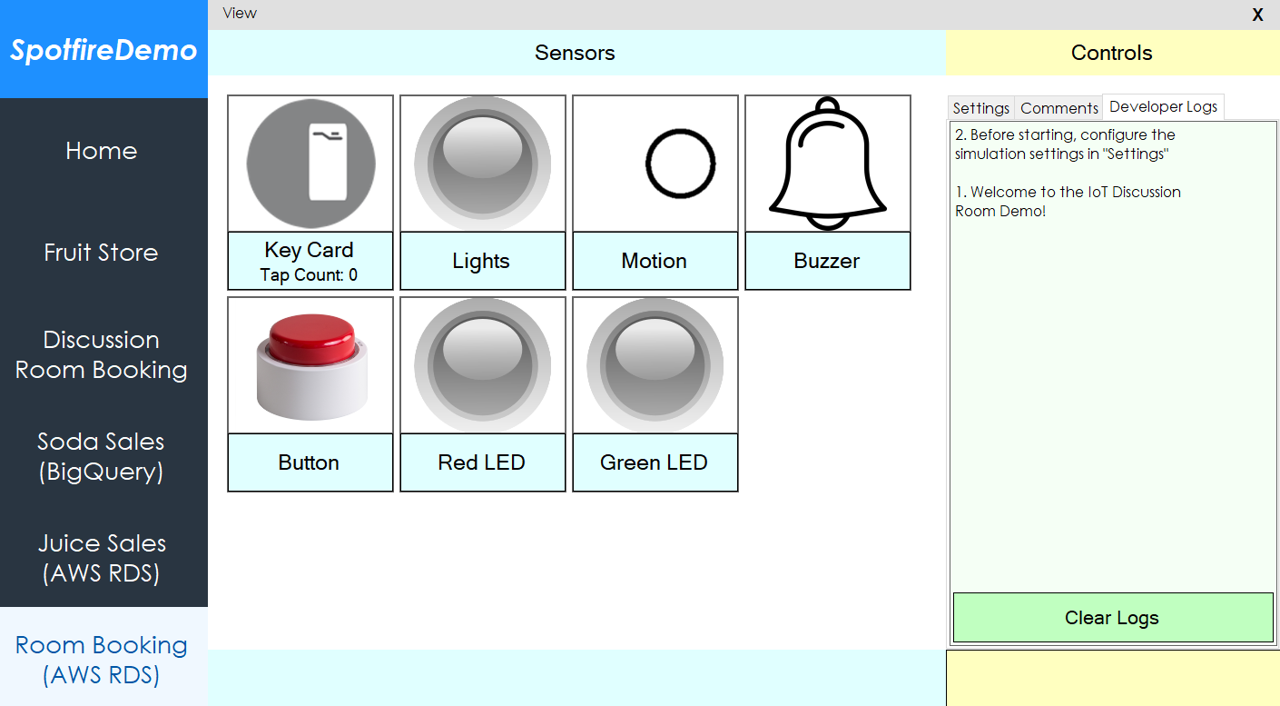 SpotfireDemo
Home
Fruit Store
Discussion
Room Booking
Soda Sales
(BigQuery)
Juice Sales
(AWS RDS)
Room Booking
(AWS RDS)
View
X
Sensors
Key Card
Tap Count: 0
Lights
Motion
Buzzer
Button
Red LED
Green LED
Controls
Settings
Comments
Developer Logs
2. Before starting, configure the
simulation settings in "Settings"
1. Welcome to the IoT Discussion
Room Demo!
Clear Logs